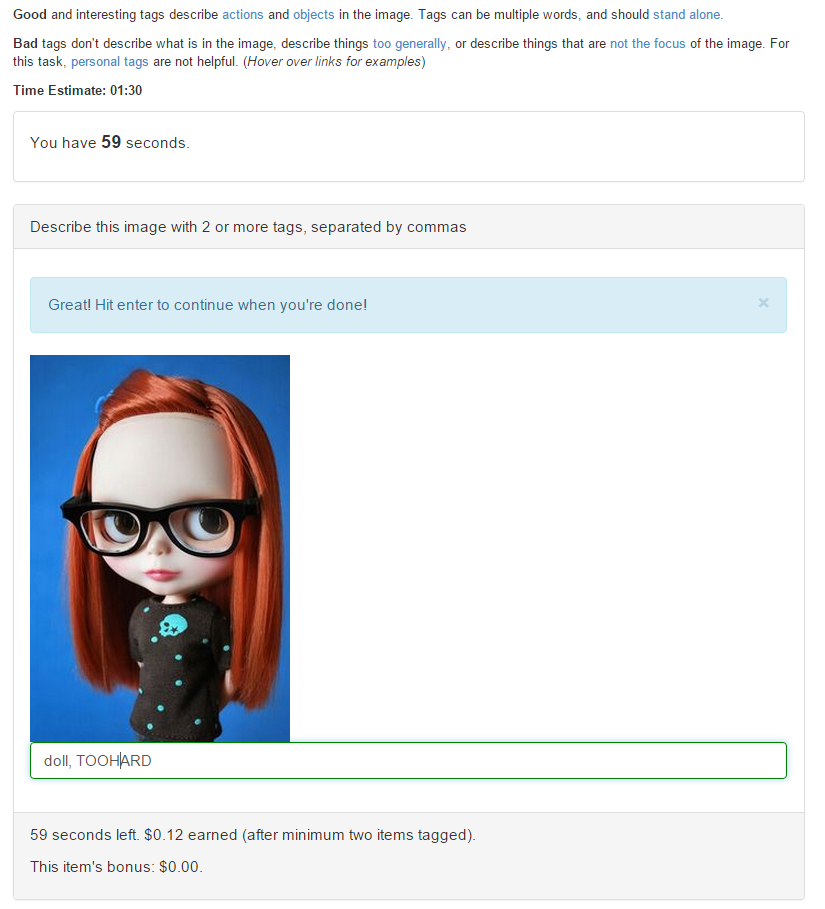 Good and interesting tags describe actions and objects in the image. Tags can be multiple words, and should stand alone.
Bad tags don't describe what is in the image, describe things too generally, or describe things that are not the focus of the image. For
this task, personal tags are not helpful. (Hover over links for examples)
Time Estimate: 01:30
You have 59 seconds.
Describe this image with 2 or more tags, separated by commas
Great! Hit enter to continue when you're done!
×
doll, TOOHARD
59 seconds left. $0.12 earned (after minimum two items tagged).
This item's bonus: $0.00.